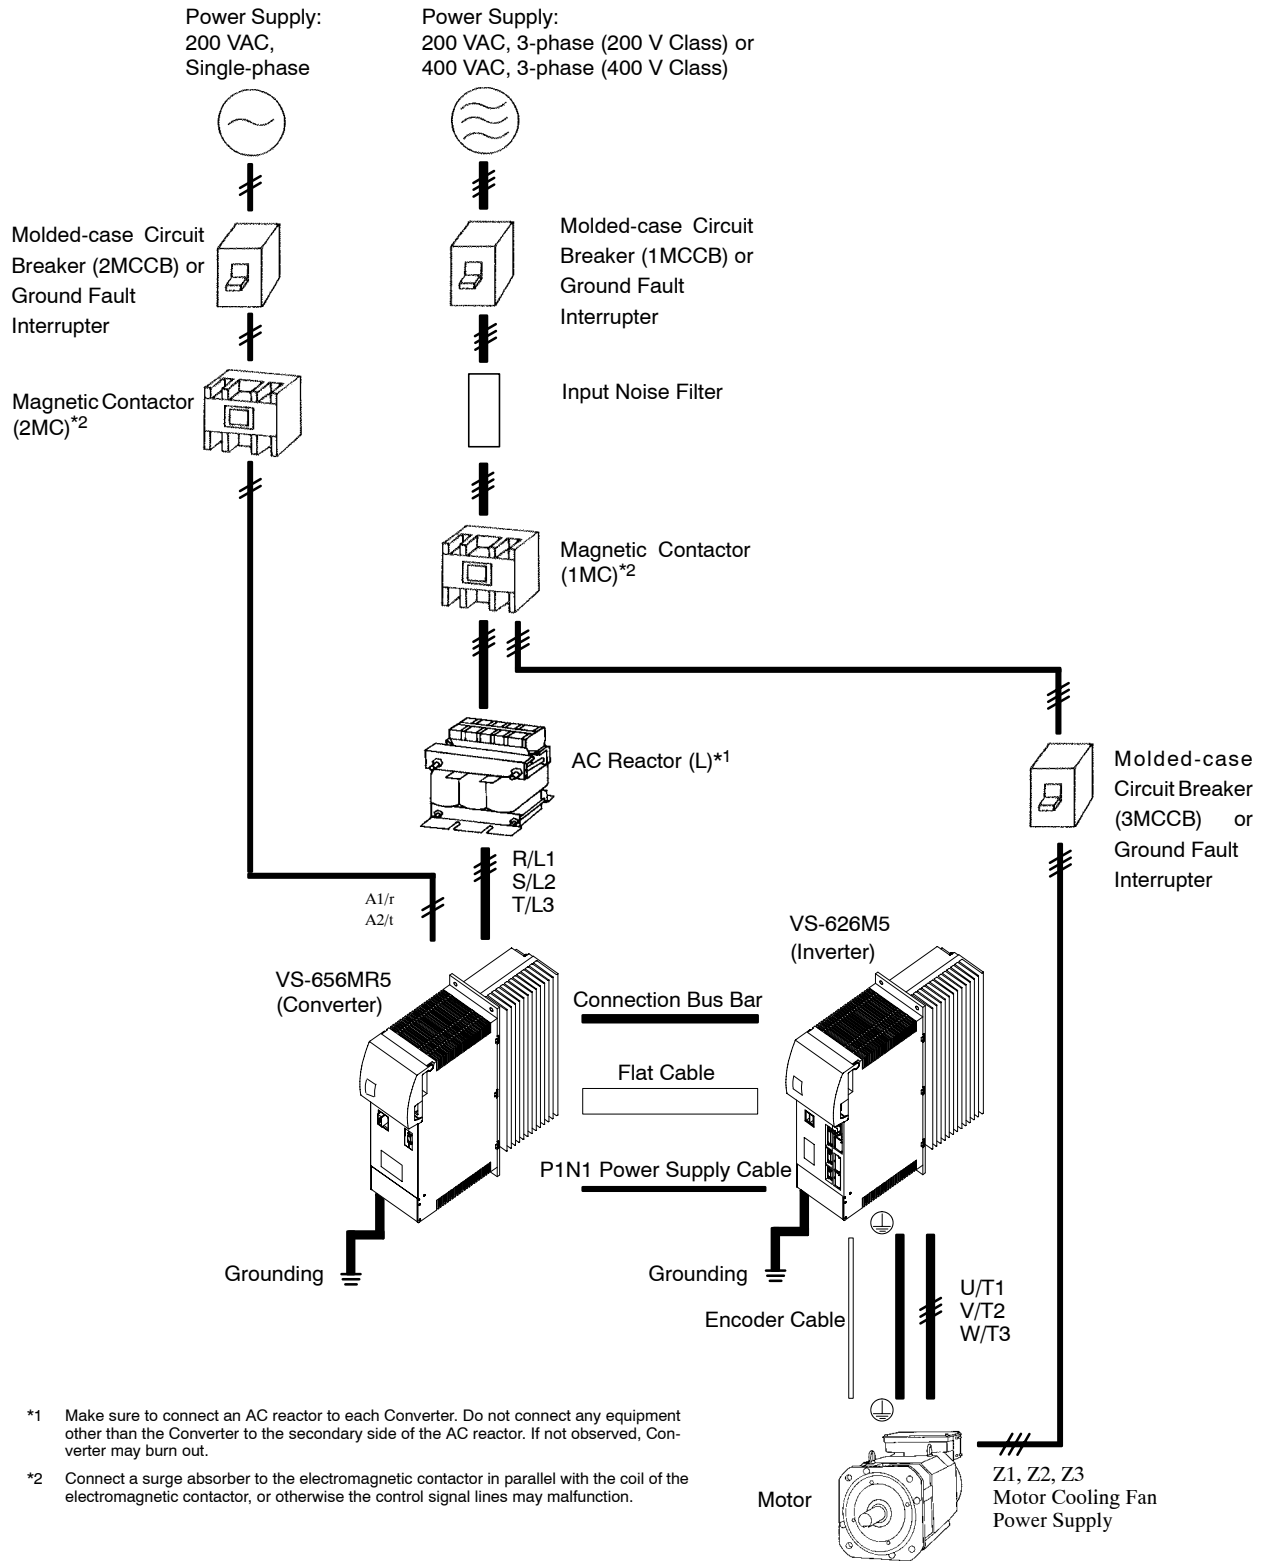 Power Supply:
200 VAC,
Single-phase
Power Supply:
200 VAC, 3-phase (200 V Class) or
400 VAC, 3-phase (400 V Class)
Molded-case Circuit
Breaker (2MCCB) or
Ground Fault
Interrupter
Molded-case Circuit
Breaker (1MCCB) or
Ground Fault
Interrupter
Magnetic Contactor
(2MC)*2
Input Noise Filter
Magnetic Contactor
(1MC)*2
AC Reactor (L)*1
Molded-case
Circuit Breaker
(3MCCB) or
Ground Fault
Interrupter
R/L1
S/L2
T/L3
A1/r
A2/t
VS-656MR5
(Converter)
VS-626M5
(Inverter)
Connection Bus Bar
Flat Cable
P1N1 Power Supply Cable
Grounding
Grounding
Encoder Cable
U/T1
V/T2
W/T3
*1 Make sure to connect an AC reactor to each Converter. Do not connect any equipment
other than the Converter to the secondary side of the AC reactor. If not observed, Con-
verter may burn out.
*2 Connect a surge absorber to the electromagnetic contactor in parallel with the coil of the
electromagnetic contactor, or otherwise the control signal lines may malfunction.
Motor
Z1, Z2, Z3
Motor Cooling Fan
Power Supply